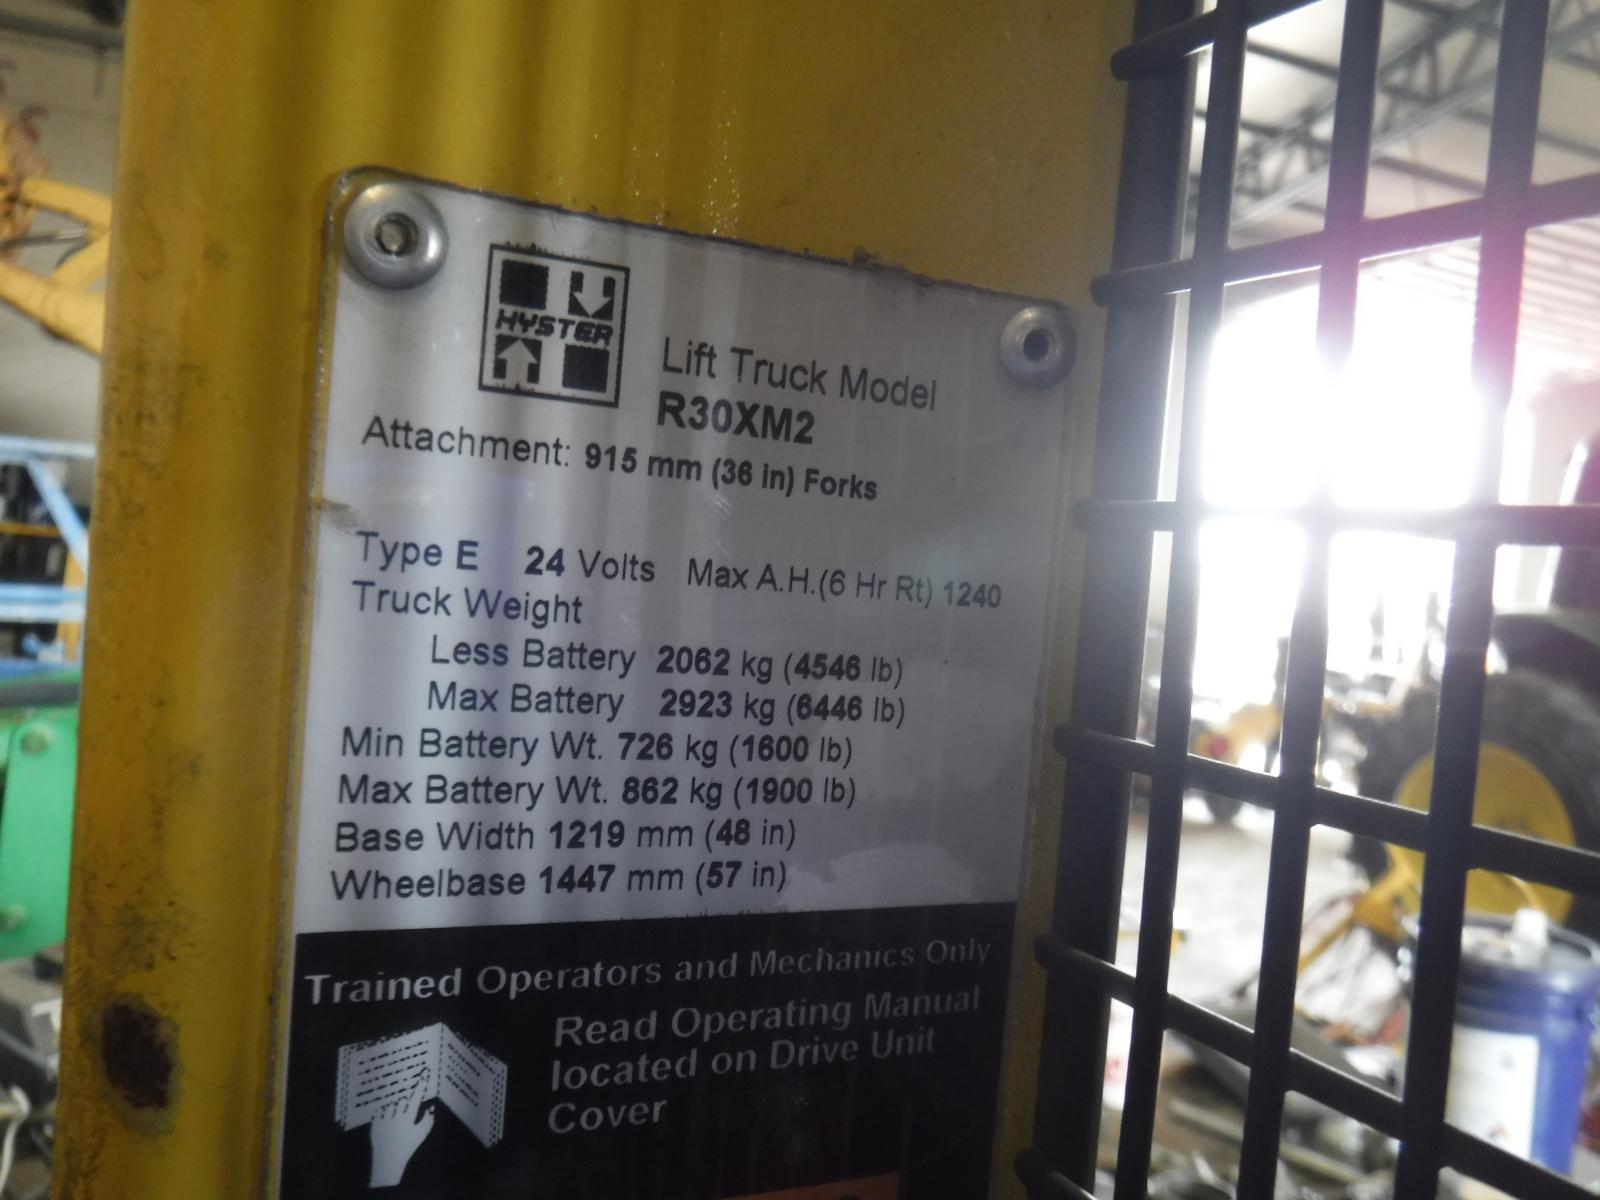 HYSTER
Lift Truck Model
R30XM2
Attachment: 915 mm (36 in) Forks
Type E 24 Volts Max A.H.(6 Hr Rt) 1240
Truck Weight
Less Battery 2062 kg (4546 lb)
Max Battery 2923 kg (6446 lb)
Min Battery Wt. 726 kg (1600 lb)
Max Battery Wt. 862 kg (1900 lb)
Base Width 1219 mm (48 in)
Wheelbase 1447 mm (57 in)
Trained Operators and Mechanics Only
Read Operating Manual
located on Drive Unit
Cover